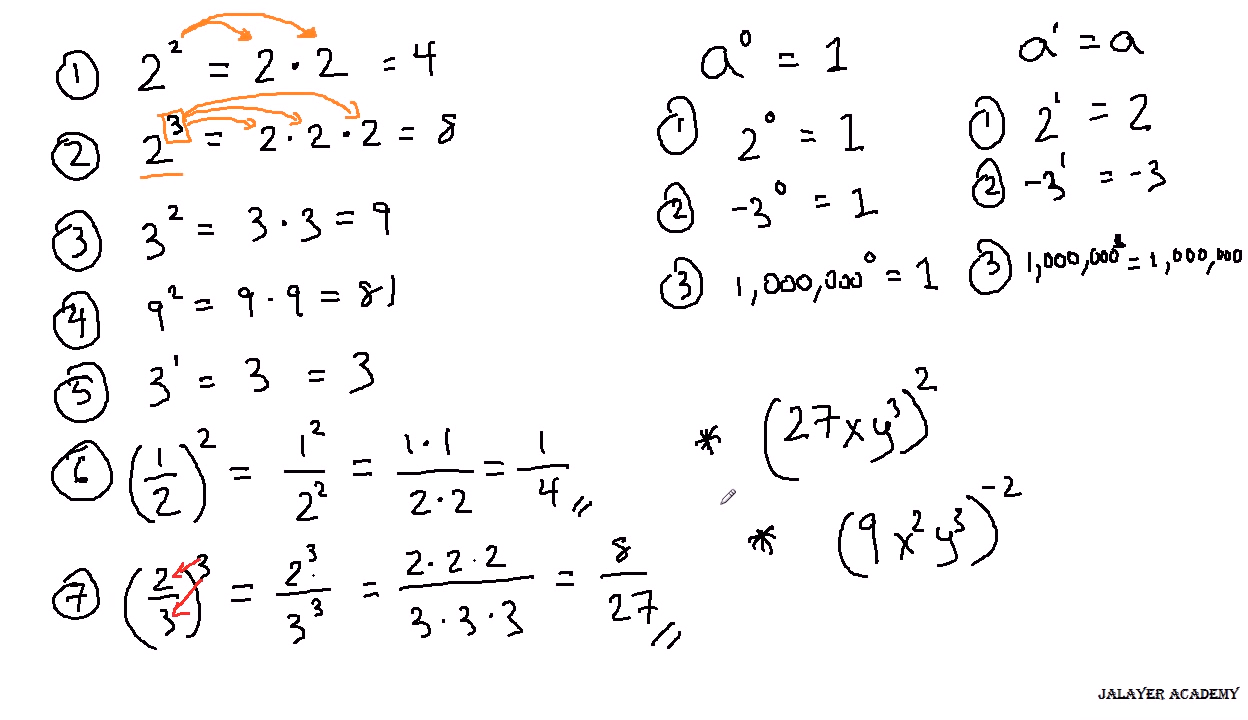 ① 2² = 2 · 2 = 4
② 2³ = 2 · 2 · 2 = 8
③ 3² = 3 · 3 = 9
④ 9² = 9 · 9 = 81
⑤ 3¹ = 3 = 3
⑥ (1/2)² = 1²/2² = 1 · 1/2 · 2 = 1/4
⑦ (2/3)³ = 2³/3³ = 2 · 2 · 2/3 · 3 · 3 = 8/27
a⁰ = 1
① 2⁰ = 1
② -3⁰ = 1
③ 1,000,000⁰ = 1
a¹ = a
① 2¹ = 2
② -3¹ = -3
③ 1,000,000¹ = 1,000,000
* (27xy³)²
* (9x²y³)⁻²
JALAYER ACADEMY